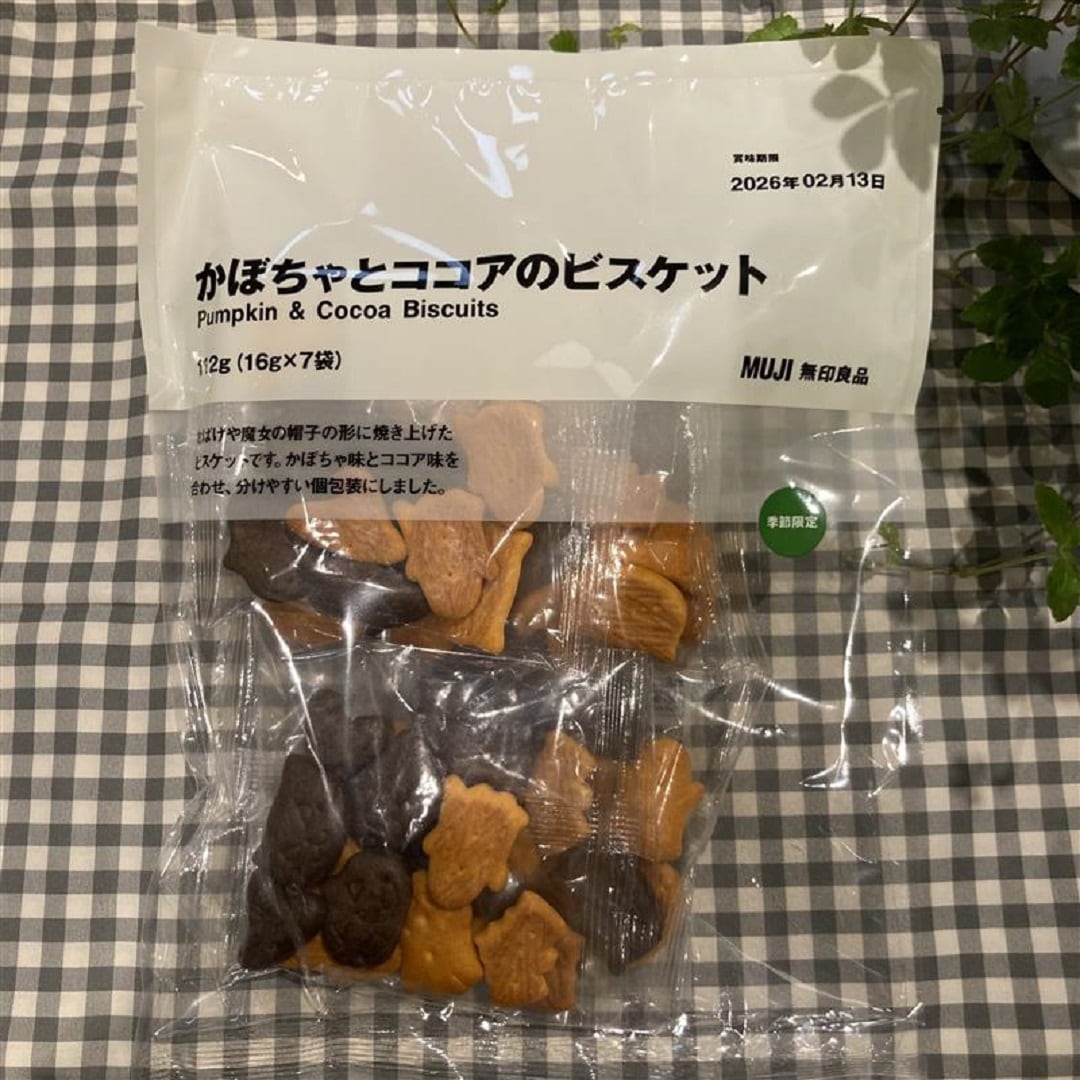 賞味期限
2026年02月13日
かぼちゃとココアのビスケット
Pumpkin & Cocoa Biscuits
112g（16g×7袋）
MUJI 無印良品
おばけや魔女の帽子の形に焼き上げた
ビスケットです。かぼちゃ味とココア味を
合わせ、分けやすい個包装にしました。
季節限定